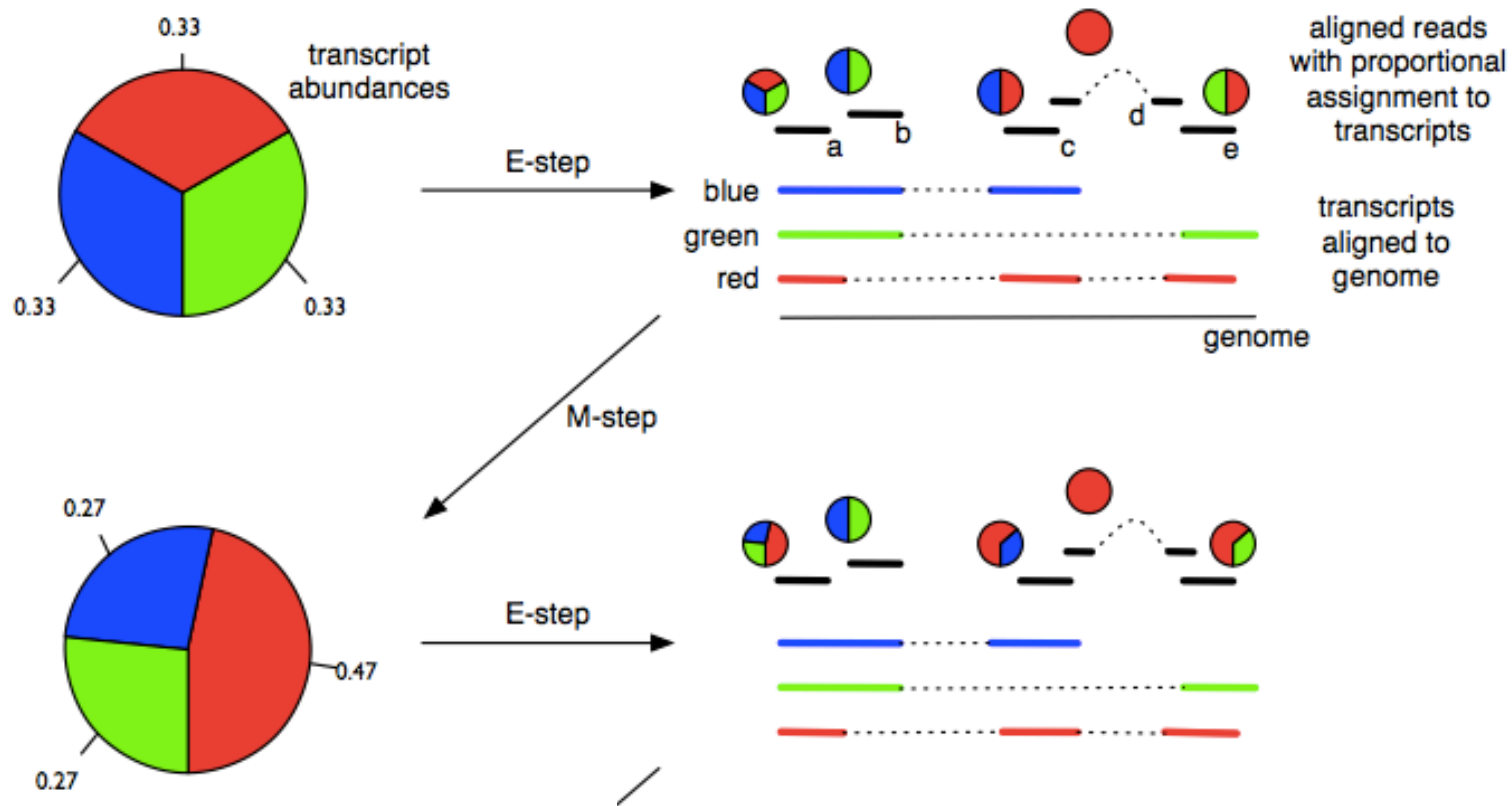 0.33
transcript
abundances
0.33
0.33
E-step
a
b
c
d
e
aligned reads
with proportional
assignment to
transcripts
blue
green
red
transcripts
aligned to
genome
genome
M-step
0.27
0.47
0.27
E-step